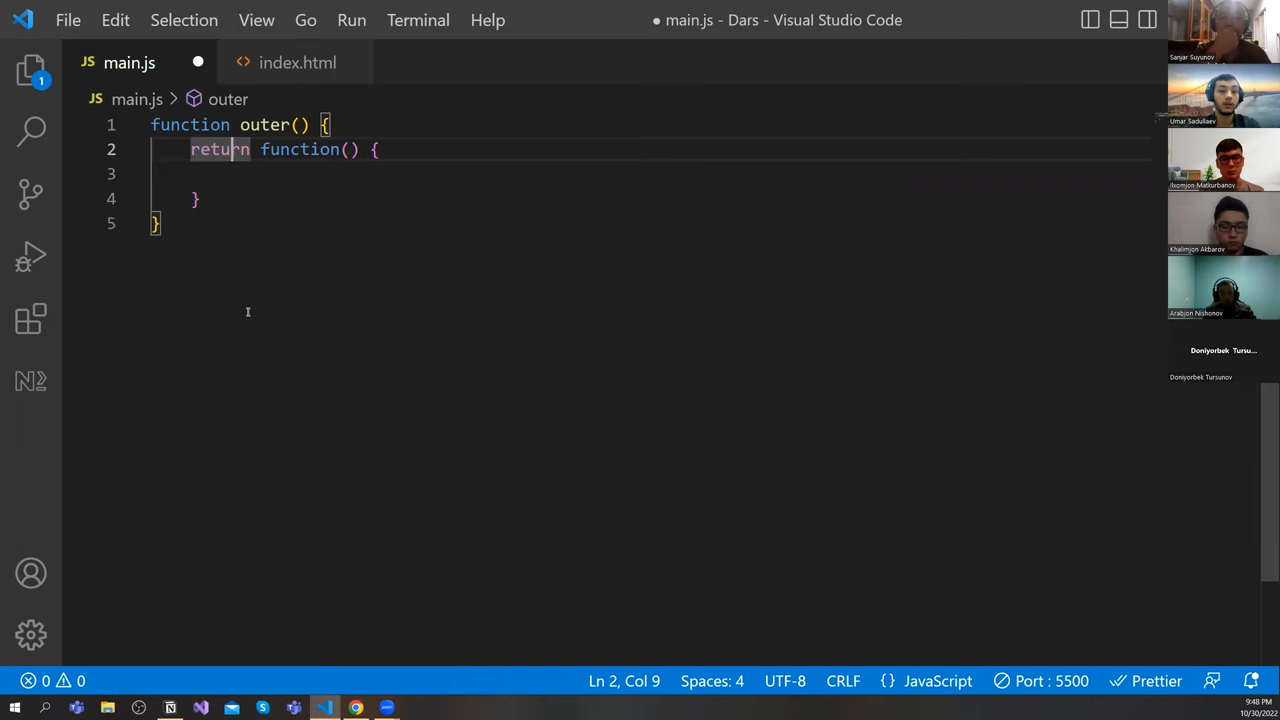 File Edit Selection View Go Run Terminal Help
● main.js - Dars - Visual Studio Code
JS main.js ●
<> index.html
1
JS main.js > outer
1 function outer() {
2 return function() {
3
4 }
5 }
Sanjar Suyunov
Umar Sadullaev
Ilxomjon Matkurbanov
Khalimjon Akbarov
Arabjon Nishonov
Doniyorbek Tursu...
Doniyorbek Tursunov
0 0
Ln 2, Col 9 Spaces: 4 UTF-8 CRLF {} JavaScript Port : 5500 Prettier
9:48 PM
10/30/2022